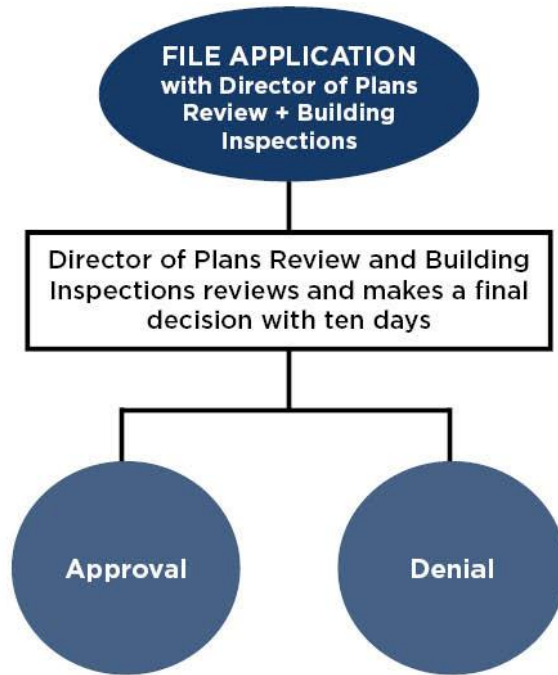 FILE APPLICATION
with Director of Plans
Review + Building
Inspections
Director of Plans Review and Building
Inspections reviews and makes a final
decision with ten days
Approval
Denial